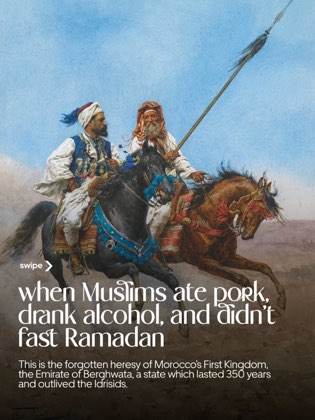 swipe
when Muslims ate pork,
drank alcohol, and didn't
fast Ramadan
This is the forgotten heresy of Morocco's First Kingdom,
the Emirate of Berghwata, a state which lasted 350 years
and outlived the Idrisids.